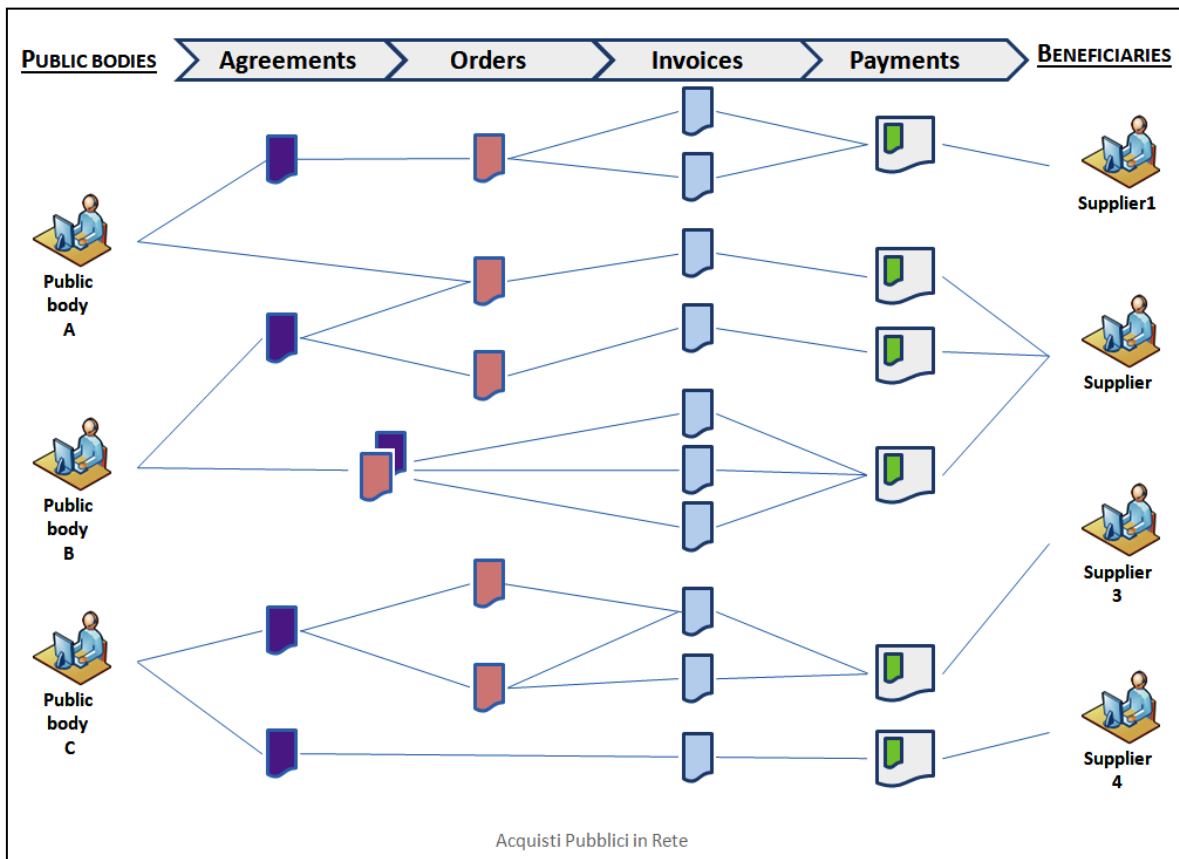 PUBLIC BODIES
Agreements
Orders
Invoices
Payments
BENEFICIARIES
Supplier1
Public
body
A
Supplier
Public
body
B
Supplier
3
Public
body
C
Supplier
4
Acquisti Pubblici in Rete